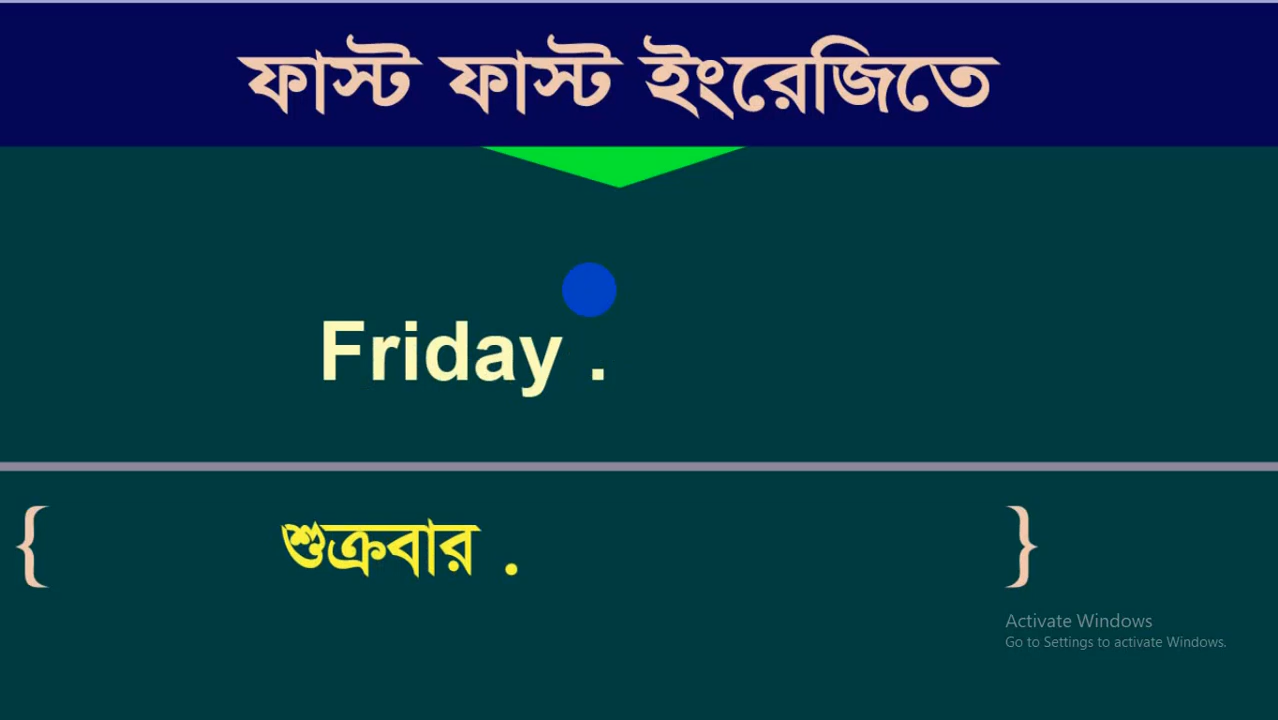 ফাস্ট ফাস্ট ইংরেজিতে
Friday .
{ শুক্রবার . }
Activate Windows
Go to Settings to activate Windows.